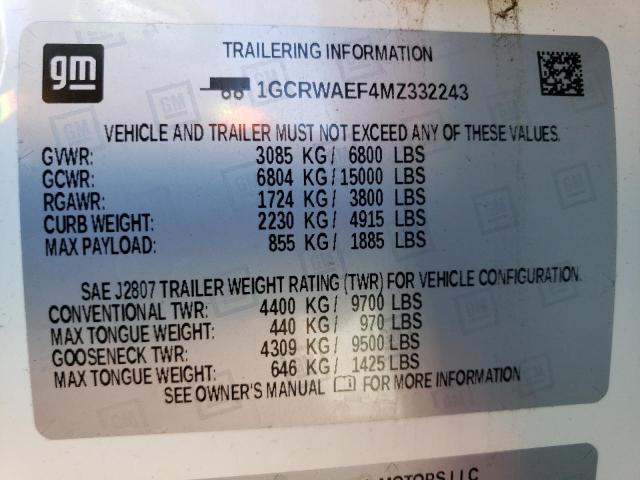 gm
TRAILERING INFORMATION
1GCRWAEF4MZ332243
VEHICLE AND TRAILER MUST NOT EXCEED ANY OF THESE VALUES.
GVWR: 3085 KG/ 6800 LBS
GCWR: 6804 KG/ 15000 LBS
RGAWR: 1724 KG/ 3800 LBS
CURB WEIGHT: 2230 KG/ 4915 LBS
MAX PAYLOAD: 855 KG/ 1885 LBS
SAE J2807 TRAILER WEIGHT RATING (TWR) FOR VEHICLE CONFIGURATION.
CONVENTIONAL TWR: 4400 KG/ 9700 LBS
MAX TONGUE WEIGHT: 440 KG/ 970 LBS
GOOSENECK TWR: 4309 KG/ 9500 LBS
MAX TONGUE WEIGHT: 646 KG/ 1425 LBS
SEE OWNER'S MANUAL FOR MORE INFORMATION
MOTORS LLC